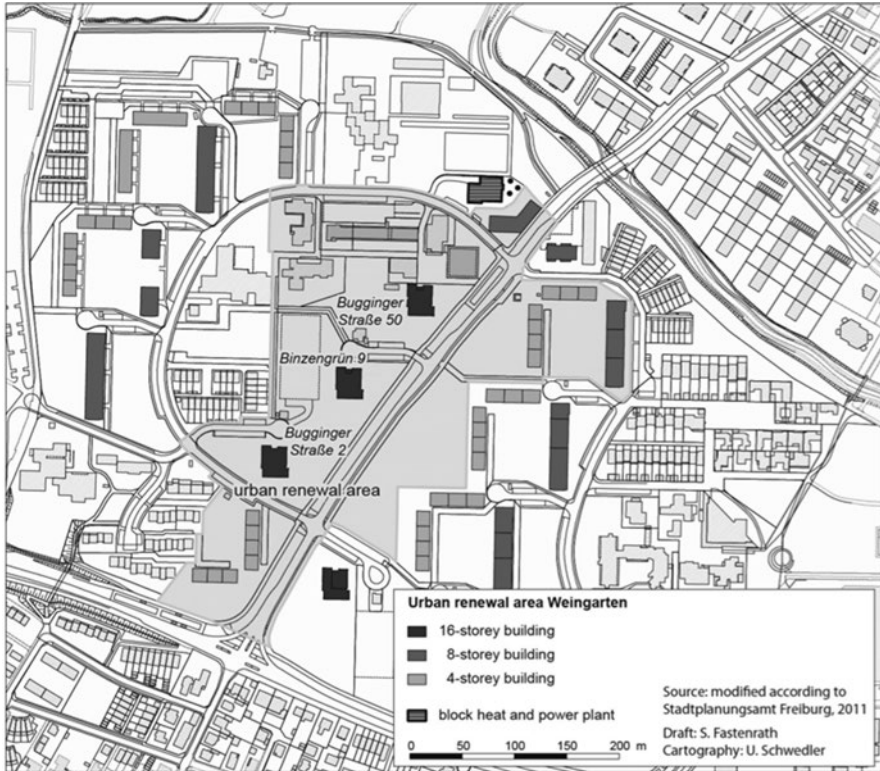 Bugginger
Straße 50
Binzengrün 9
Bugginger
Straße 2
urban renewal area
Urban renewal area Weingarten
16-storey building
8-storey building
4-storey building
block heat and power plant
0 50 100 150 200 m
Source: modified according to
Stadtplanungsamt Freiburg, 2011
Draft: S. Fastenrath
Cartography: U. Schwedler